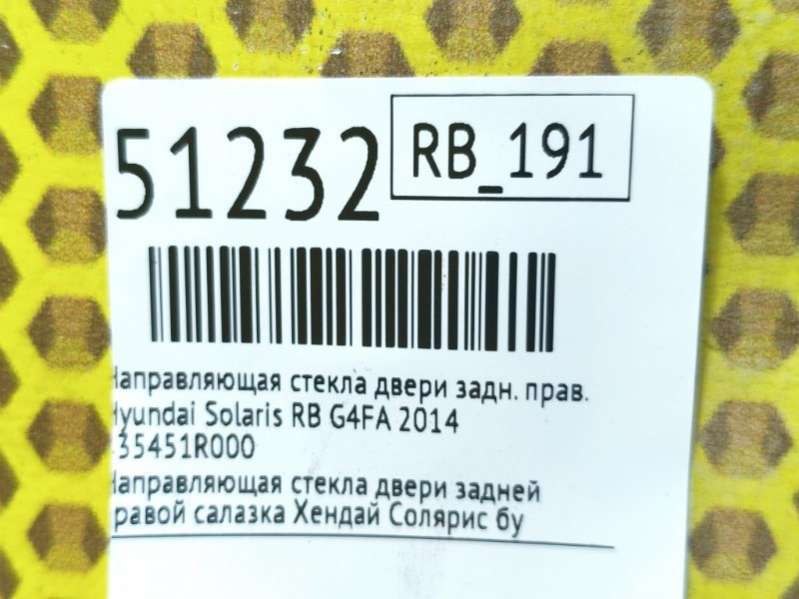 51232
RB_191
Направляющая стекла двери задн. прав.
Hyundai Solaris RB G4FA 2014
35451R000
Направляющая стекла двери задней
правой салазка Хендай Солярис бу